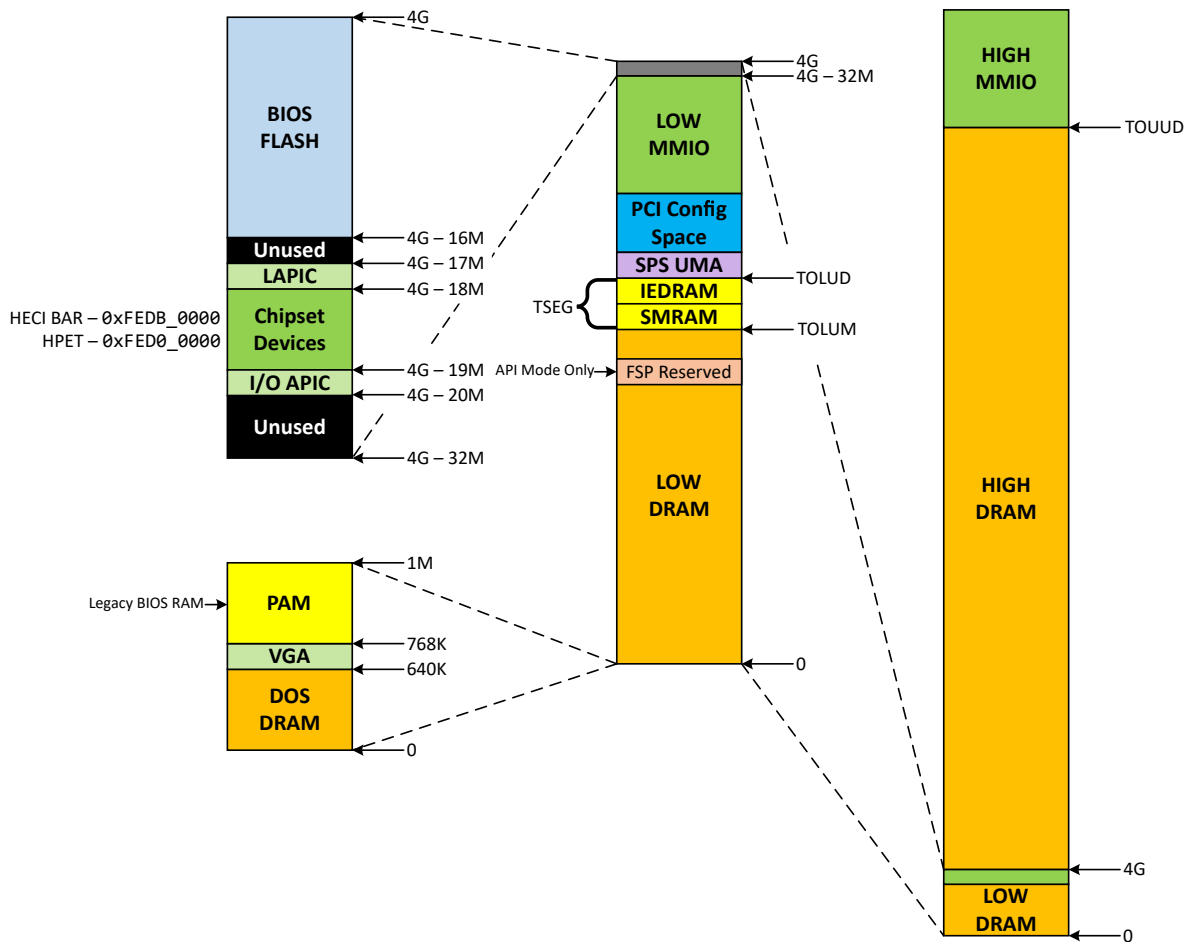 4G
BIOS
FLASH
4G – 16M
Unused
4G – 17M
LAPIC
4G – 18M
HECI BAR – 0xFEDB_0000
HPET – 0xFED0_0000
Chipset
Devices
4G – 19M
I/O APIC
4G – 20M
Unused
4G – 32M
1M
Legacy BIOS RAM
PAM
768K
VGA
640K
DOS
DRAM
0
4G
4G – 32M
LOW
MMIO
PCI Config
Space
SPS UMA
TOLUD
TSEG
IEDRAM
SMRAM
TOLUM
API Mode Only
FSP Reserved
LOW
DRAM
0
HIGH
MMIO
TOUUD
HIGH
DRAM
4G
LOW
DRAM
0